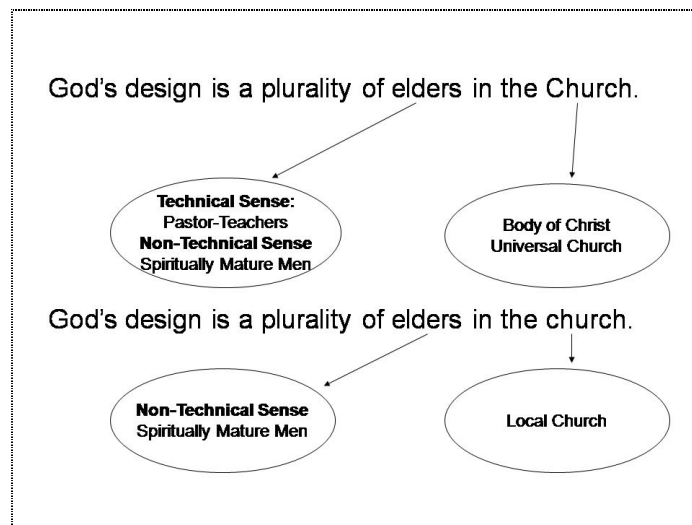 God's design is a plurality of elders in the Church.
Technical Sense:
Pastor-Teachers
Non-Technical Sense
Spiritually Mature Men
Body of Christ
Universal Church
God's design is a plurality of elders in the church.
Non-Technical Sense
Spiritually Mature Men
Local Church